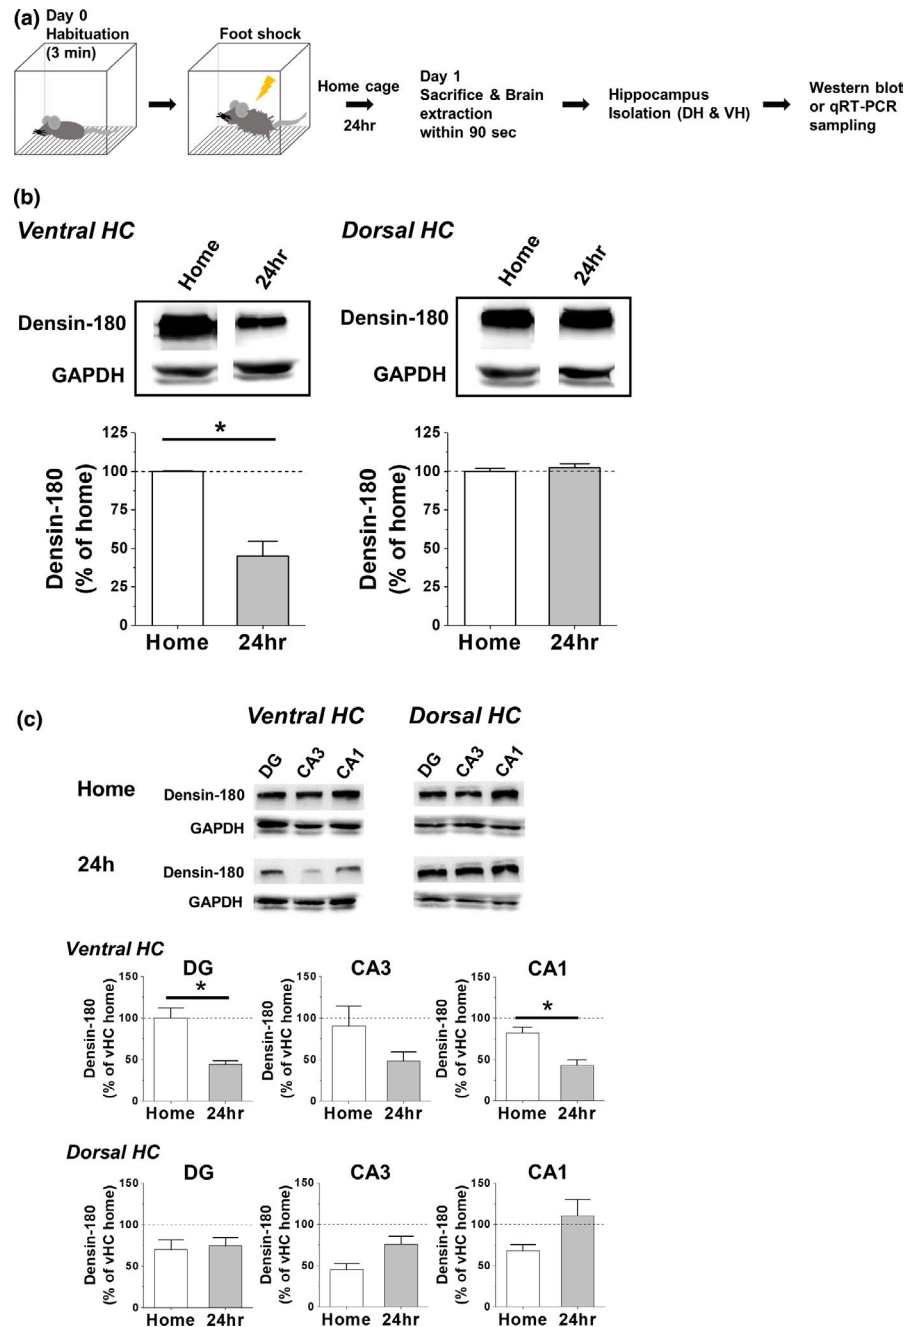 (a)
Day 0
Habituation
(3 min)
Foot shock
Home cage
24hr
Day 1
Sacrifice & Brain
extraction
within 90 sec
Hippocampus
Isolation (DH & VH)
Western blot
or qRT-PCR
sampling
(b)
Ventral HC
Home
24hr
Densin-180
GAPDH
Densin-180
(% of home)
125
100
75
50
25
0
*
Home 24hr
Dorsal HC
Home
24hr
Densin-180
GAPDH
Densin-180
(% of home)
125
100
75
50
25
0
Home 24hr
(c)
Ventral HC
Dorsal HC
DG CA3 CA1
DG CA3 CA1
Home
Densin-180
GAPDH
24h
Densin-180
GAPDH
Ventral HC
DG
Densin-180
(% of vHC home)
150
100
50
0
*
Home 24hr
CA3
Densin-180
(% of vHC home)
150
100
50
0
Home 24hr
CA1
Densin-180
(% of vHC home)
150
100
50
0
*
Home 24hr
Dorsal HC
DG
Densin-180
(% of vHC home)
150
100
50
0
Home 24hr
CA3
Densin-180
(% of vHC home)
150
100
50
0
Home 24hr
CA1
Densin-180
(% of vHC home)
150
100
50
0
Home 24hr